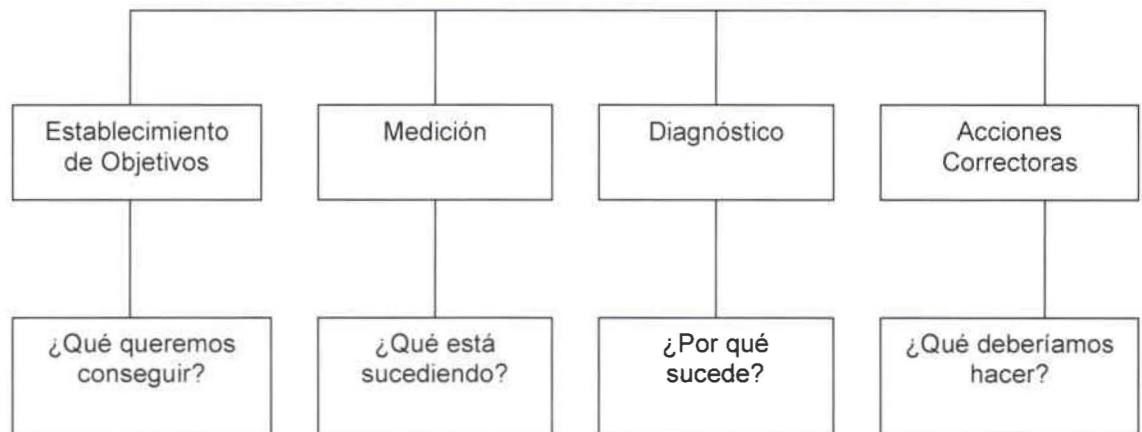 Establecimiento
de Objetivos
Medición
Diagnóstico
Acciones
Correctoras
¿Qué queremos
conseguir?
¿Qué está
sucediendo?
¿Por qué
sucede?
¿Qué deberíamos
hacer?